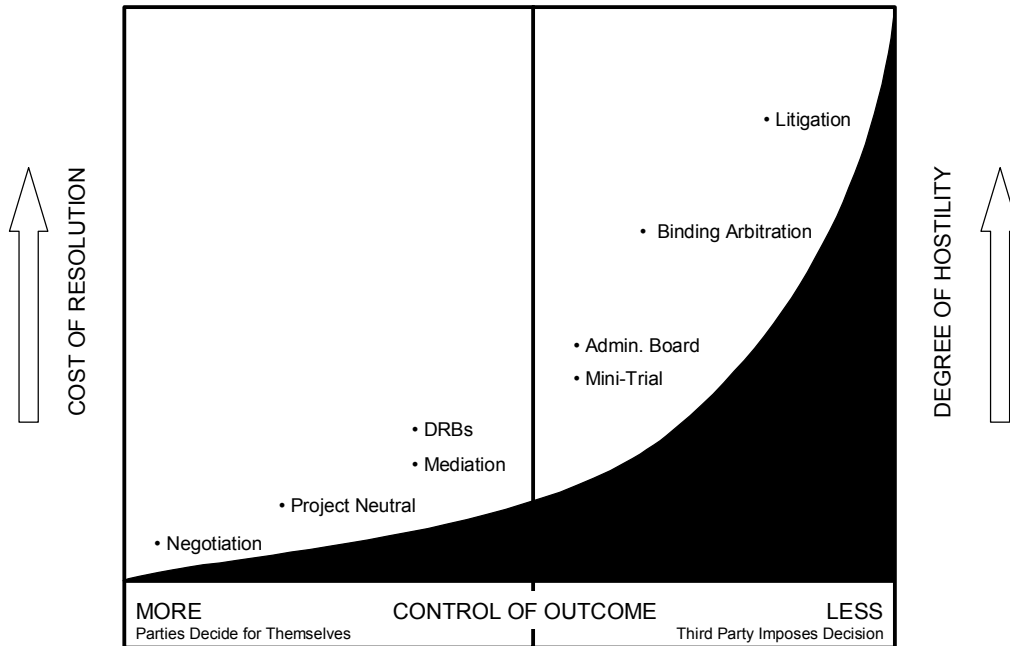 • Litigation
• Binding Arbitration
• Admin. Board
• Mini-Trial
• DRBs
• Mediation
• Project Neutral
• Negotiation
COST OF RESOLUTION
DEGREE OF HOSTILITY
MORE CONTROL OF OUTCOME LESS
Parties Decide for Themselves Third Party Imposes Decision